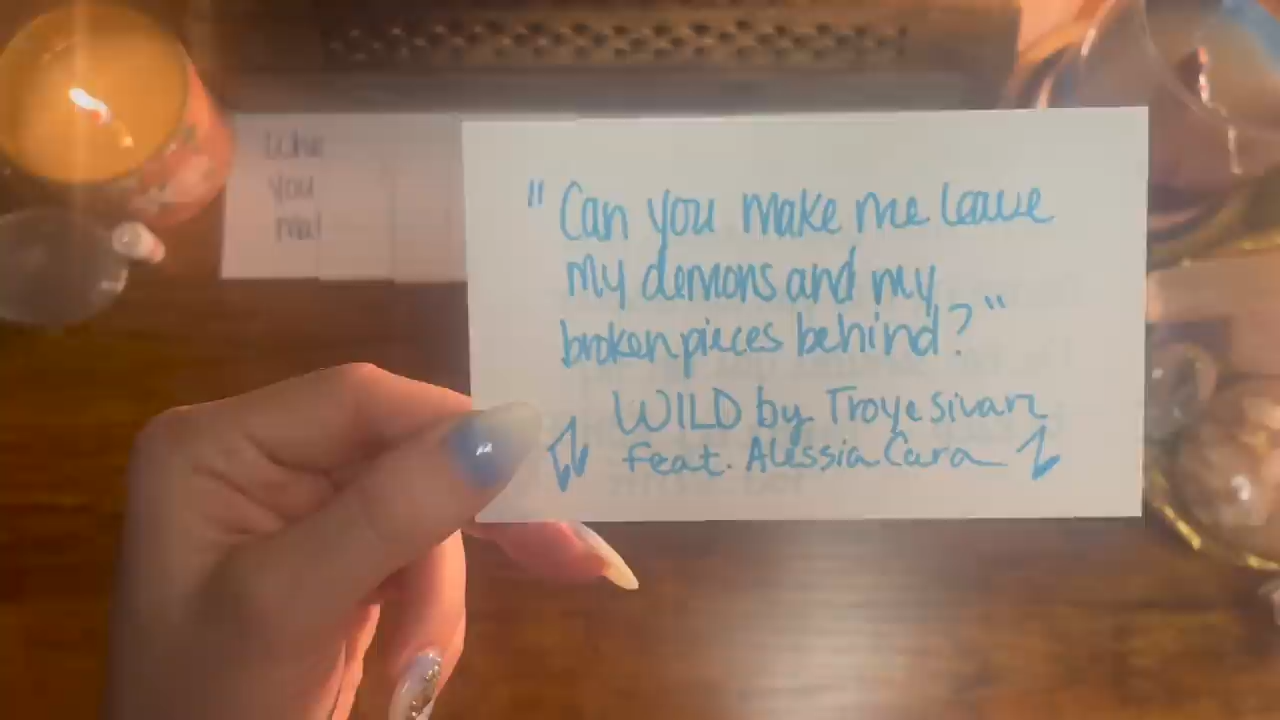 "Can you make me leave
my demons and my
broken pieces behind?"
WILD by Troye sivan
feat. Alessia Cara
you